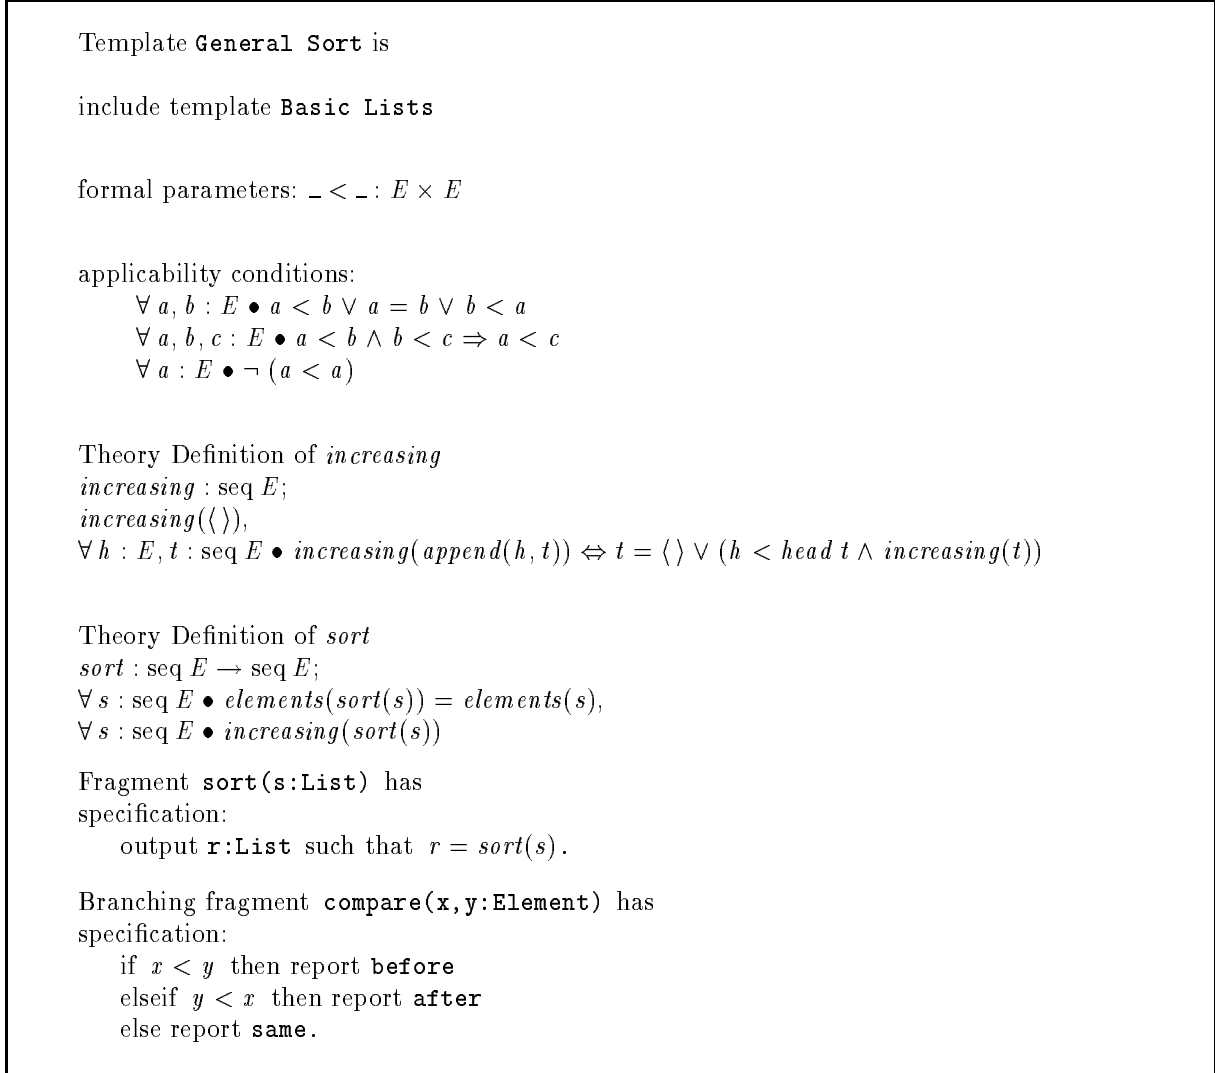 Template General Sort is
include template Basic Lists
formal parameters: _ < _ : E × E
applicability conditions:
∀ a, b : E • a < b ∨ a = b ∨ b < a
∀ a, b, c : E • a < b ∧ b < c ⇒ a < c
∀ a : E • ¬ (a < a)
Theory Definition of increasing
increasing : seq E;
increasing(⟨ ⟩),
∀ h : E, t : seq E • increasing(append(h, t)) ⇔ t = ⟨ ⟩ ∨ (h < head t ∧ increasing(t))
Theory Definition of sort
sort : seq E → seq E;
∀ s : seq E • elements(sort(s)) = elements(s),
∀ s : seq E • increasing(sort(s))
Fragment sort(s:List) has
specification:
output r:List such that r = sort(s).
Branching fragment compare(x,y:Element) has
specification:
if x < y then report before
elseif y < x then report after
else report same.